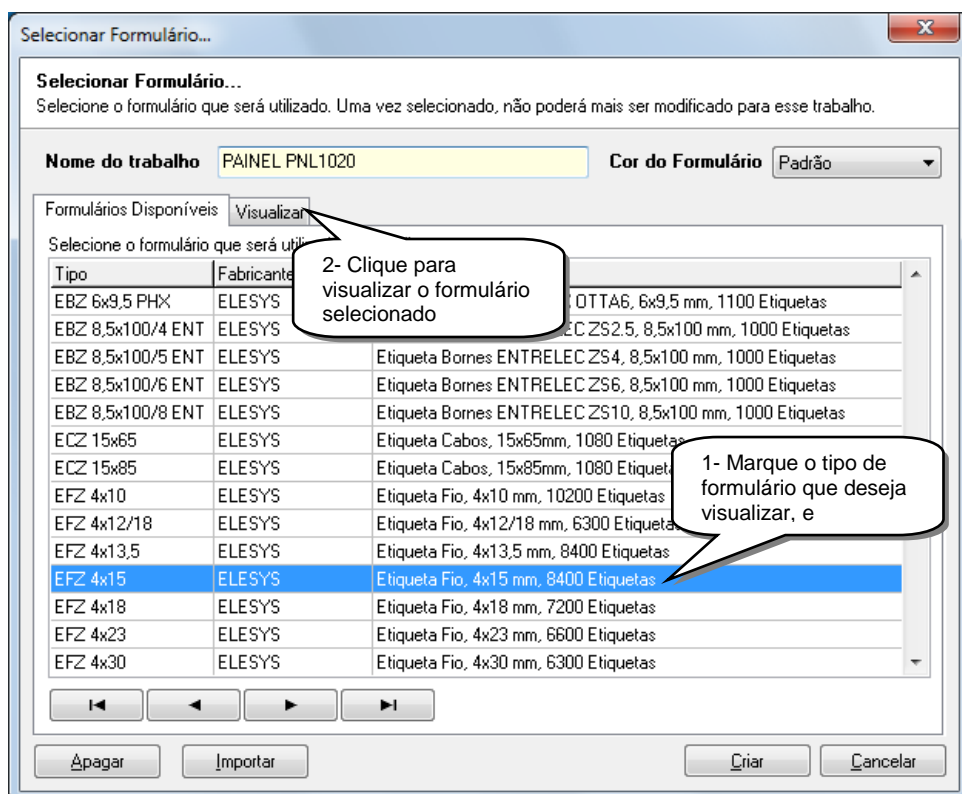 Selecionar Formulário...
Selecionar Formulário...
Selecione o formulário que será utilizado. Uma vez selecionado, não poderá mais ser modificado para esse trabalho.
Nome do trabalho PAINEL PNL1020 Cor do Formulário Padrão
Formulários Disponíveis Visualizar
Selecione o formulário que será
2- Clique para
visualizar o formulário
selecionado
Tipo Fabricante
EBZ 6x9,5 PHX ELESYS OTTA6, 6x9,5 mm, 1100 Etiquetas
EBZ 8,5x100/4 ENT ELESYS ZS2.5, 8,5x100 mm, 1000 Etiquetas
EBZ 8,5x100/5 ENT ELESYS Etiqueta Bornes ENTRELEC ZS4, 8,5x100 mm, 1000 Etiquetas
EBZ 8,5x100/6 ENT ELESYS Etiqueta Bornes ENTRELEC ZS6, 8,5x100 mm, 1000 Etiquetas
EBZ 8,5x100/8 ENT ELESYS Etiqueta Bornes ENTRELEC ZS10, 8,5x100 mm, 1000 Etiquetas
ECZ 15x65 ELESYS Etiqueta Cabos, 15x65mm, 1080 Etiquetas
ECZ 15x85 ELESYS Etiqueta Cabos, 15x85mm, 1080
1- Marque o tipo de
formulário que deseja
visualizar, e
EFZ 4x10 ELESYS Etiqueta Fio, 4x10 mm, 10200 Etiquetas
EFZ 4x12/18 ELESYS Etiqueta Fio, 4x12/18 mm, 6300 Etiquetas
EFZ 4x13,5 ELESYS Etiqueta Fio, 4x13,5 mm, 8400 Etiquetas
EFZ 4x15 ELESYS Etiqueta Fio, 4x15 mm, 8400 Etiquetas
EFZ 4x18 ELESYS Etiqueta Fio, 4x18 mm, 7200 Etiquetas
EFZ 4x23 ELESYS Etiqueta Fio, 4x23 mm, 6600 Etiquetas
EFZ 4x30 ELESYS Etiqueta Fio, 4x30 mm, 6300 Etiquetas
Apagar Importar Criar Cancelar